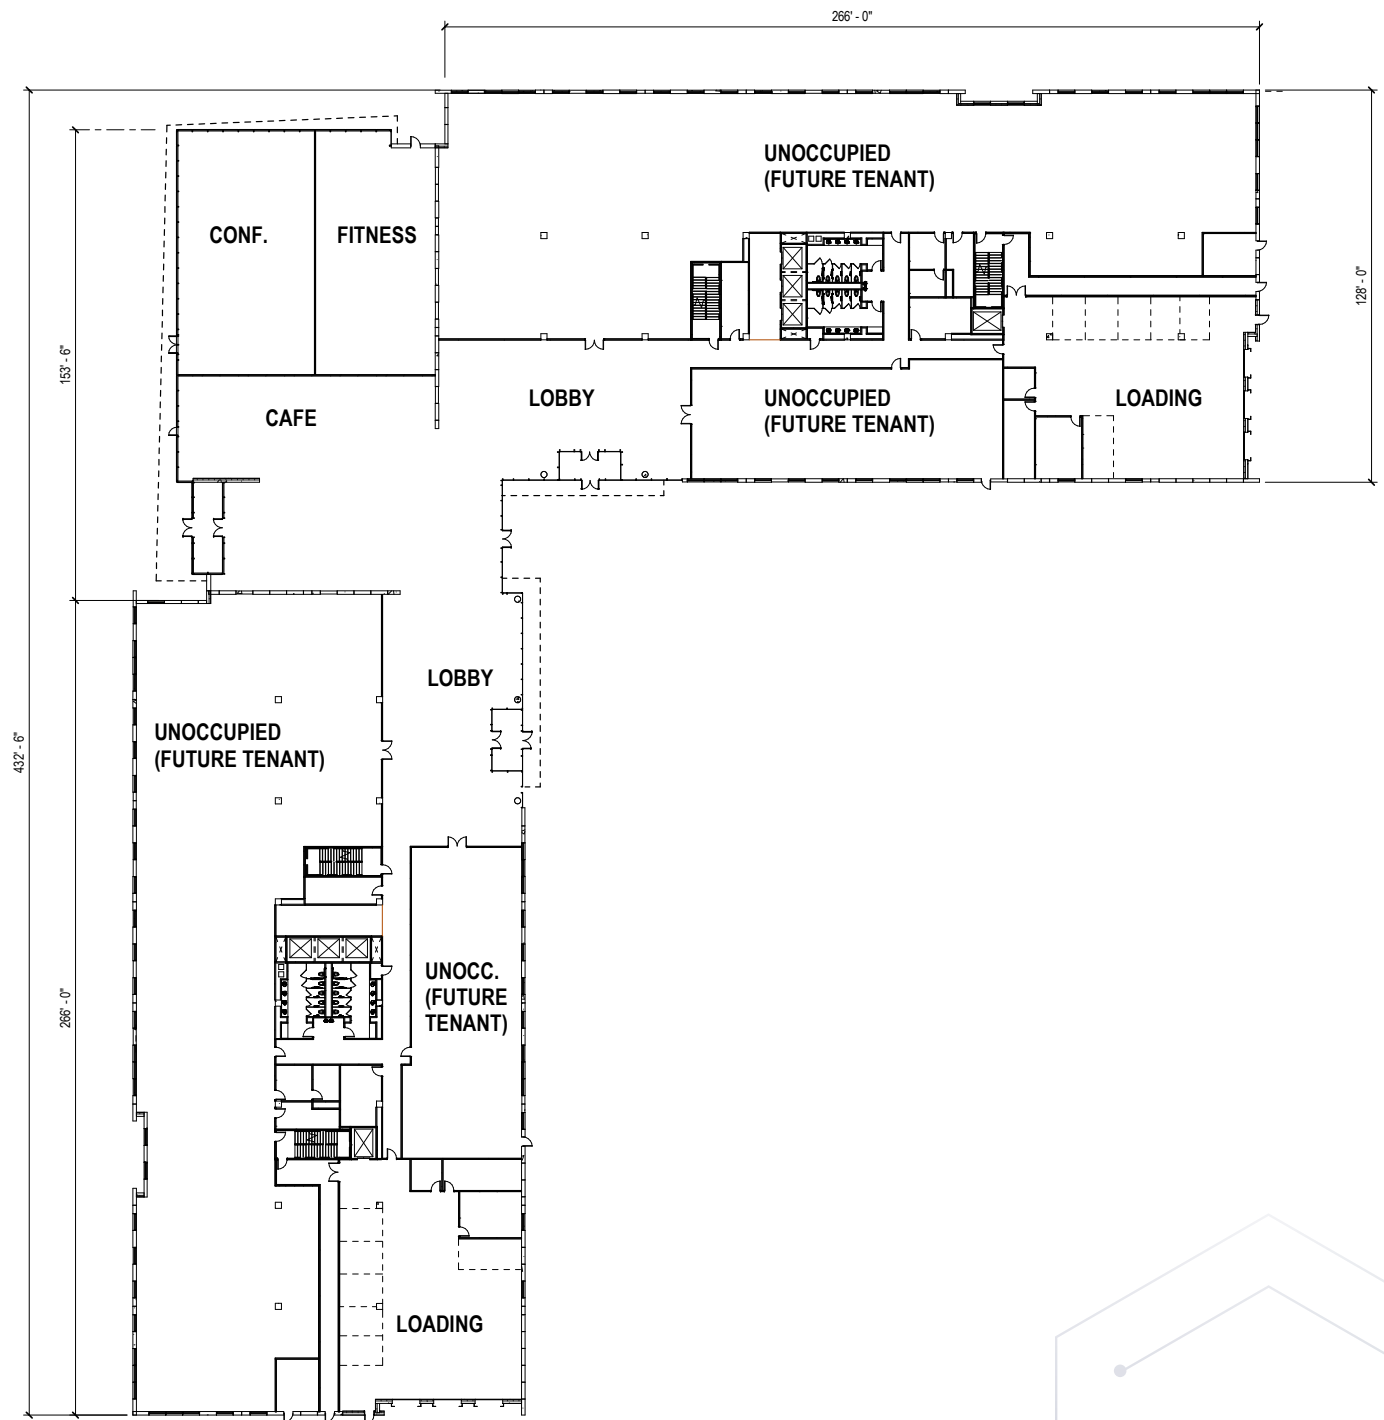 266' - 0"
UNOCCUPIED
(FUTURE TENANT)
CONF.
FITNESS
128' - 0"
153' - 6"
LOBBY
UNOCCUPIED
(FUTURE TENANT)
LOADING
CAFE
LOBBY
UNOCCUPIED
(FUTURE TENANT)
432' - 6"
UNOCC.
(FUTURE
TENANT)
266' - 0"
LOADING